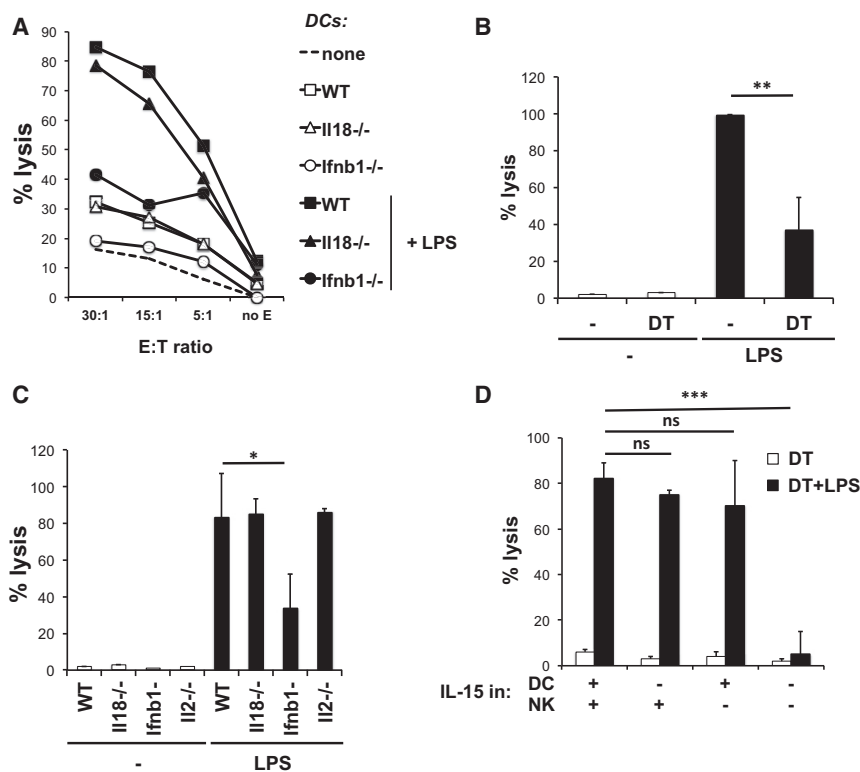 A
% lysis
90
80
70
60
50
40
30
20
10
0
30:1
15:1
5:1
no E
E:T ratio
DCs:
none
WT
Il18-/-
Ifnb1-/-
WT
Il18-/-
Ifnb1-/-
+ LPS
B
% lysis
120
100
80
60
40
20
0
**
-
DT
-
DT
-
LPS
C
% lysis
120
100
80
60
40
20
0
*
WT
Il18-/-
Ifnb1-
Il2-/-
WT
Il18-/-
Ifnb1-
Il2-/-
-
LPS
D
% lysis
100
80
60
40
20
0
***
ns
ns
DT
DT+LPS
IL-15 in:
DC + - + -
NK + + - -